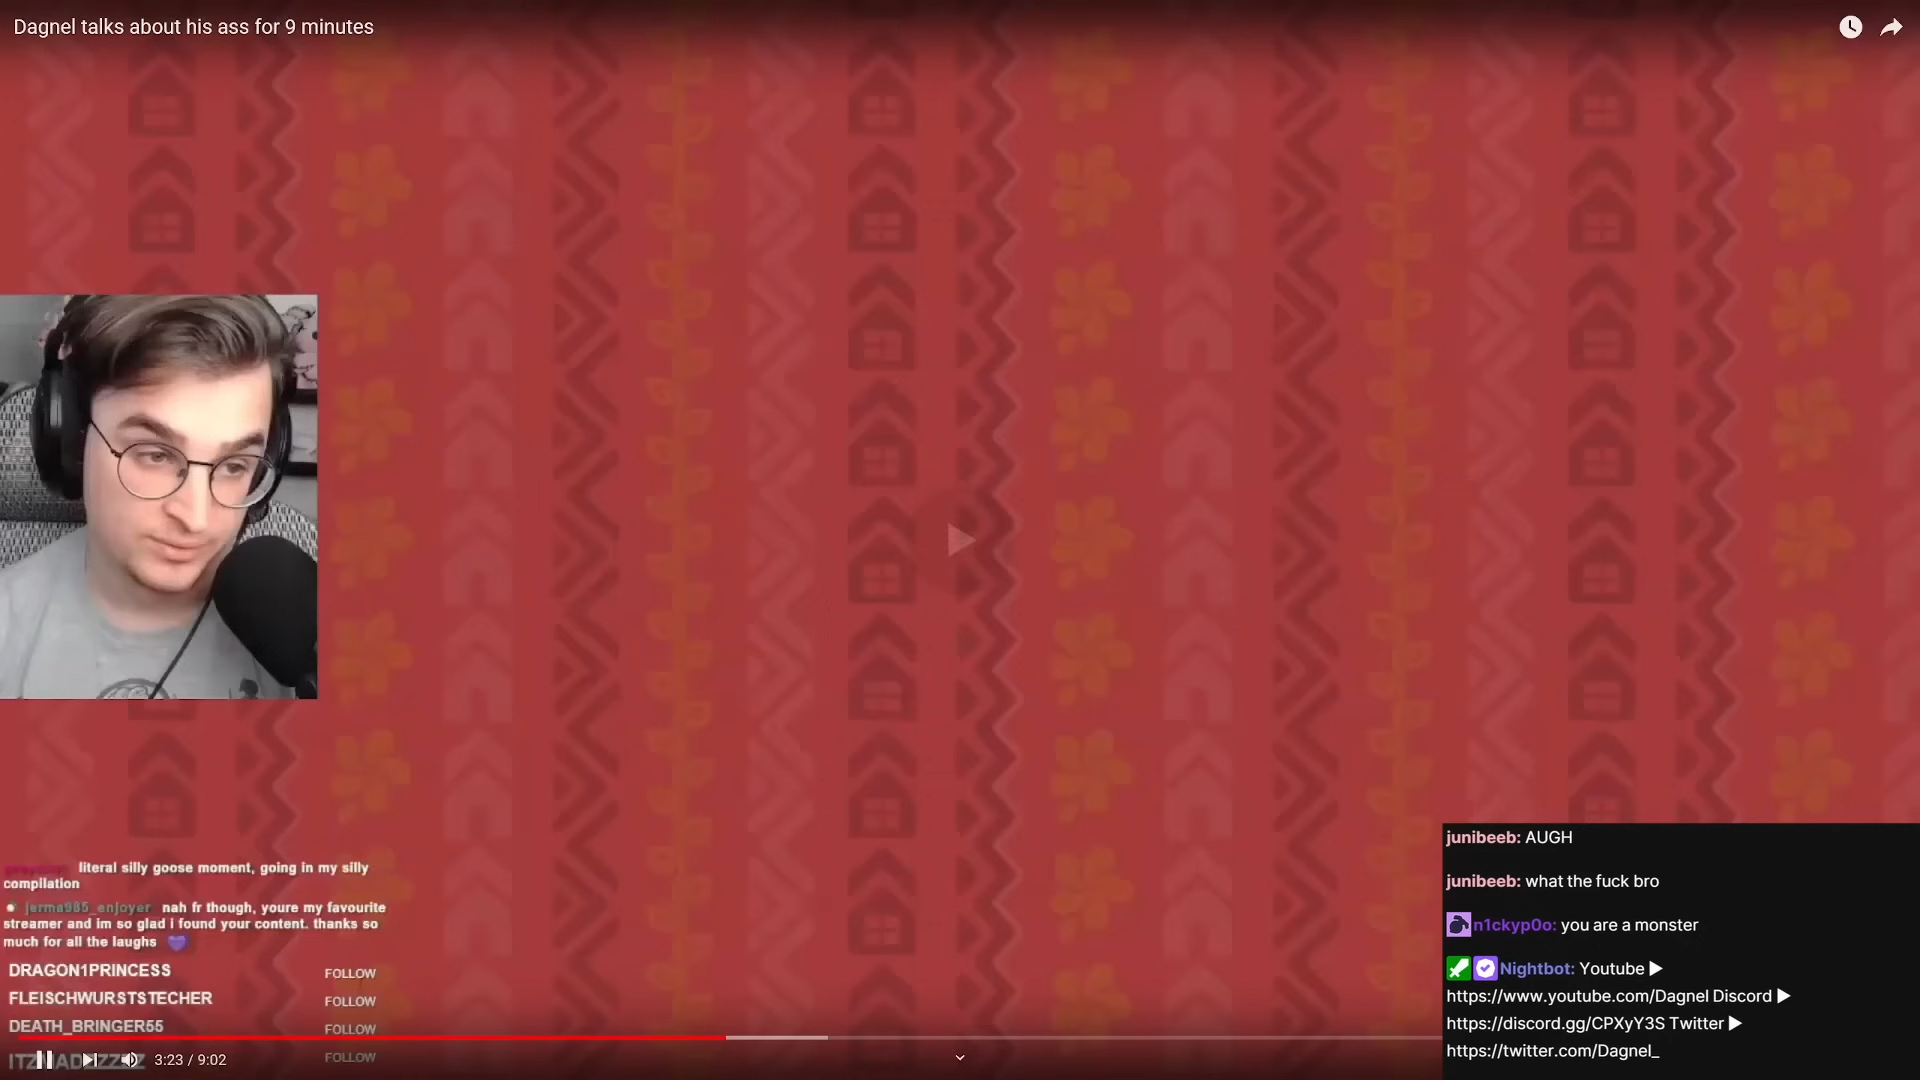 Dagnel talks about his ass for 9 minutes
literal silly goose moment, going in my silly
compilation
jerma985_enjoyer nah fr though, youre my favourite
streamer and im so glad i found your content. thanks so
much for all the laughs
DRAGON1PRINCESS FOLLOW
FLEISCHWURSTSTECHER FOLLOW
DEATH_BRINGER55 FOLLOW
FOLLOW
3:23 / 9:02
junibeeb: AUGH
junibeeb: what the fuck bro
n1ckyp0o: you are a monster
Nightbot: Youtube
https://www.youtube.com/Dagnel Discord
https://discord.gg/CPXyY3S Twitter
https://twitter.com/Dagnel_